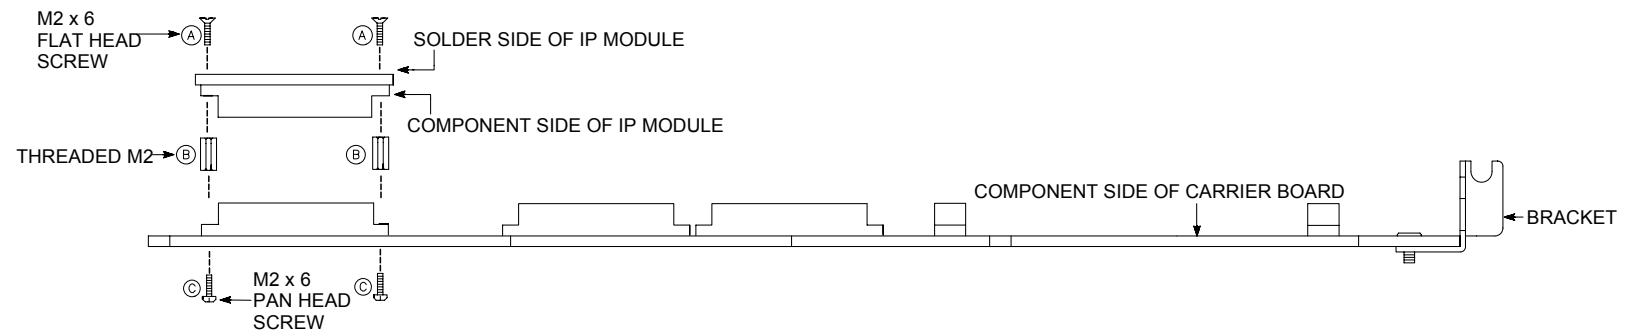 M2 x 6
FLAT HEAD
SCREW
A
A
SOLDER SIDE OF IP MODULE
COMPONENT SIDE OF IP MODULE
THREADED M2
B
B
COMPONENT SIDE OF CARRIER BOARD
BRACKET
C
M2 x 6
PAN HEAD
SCREW
C